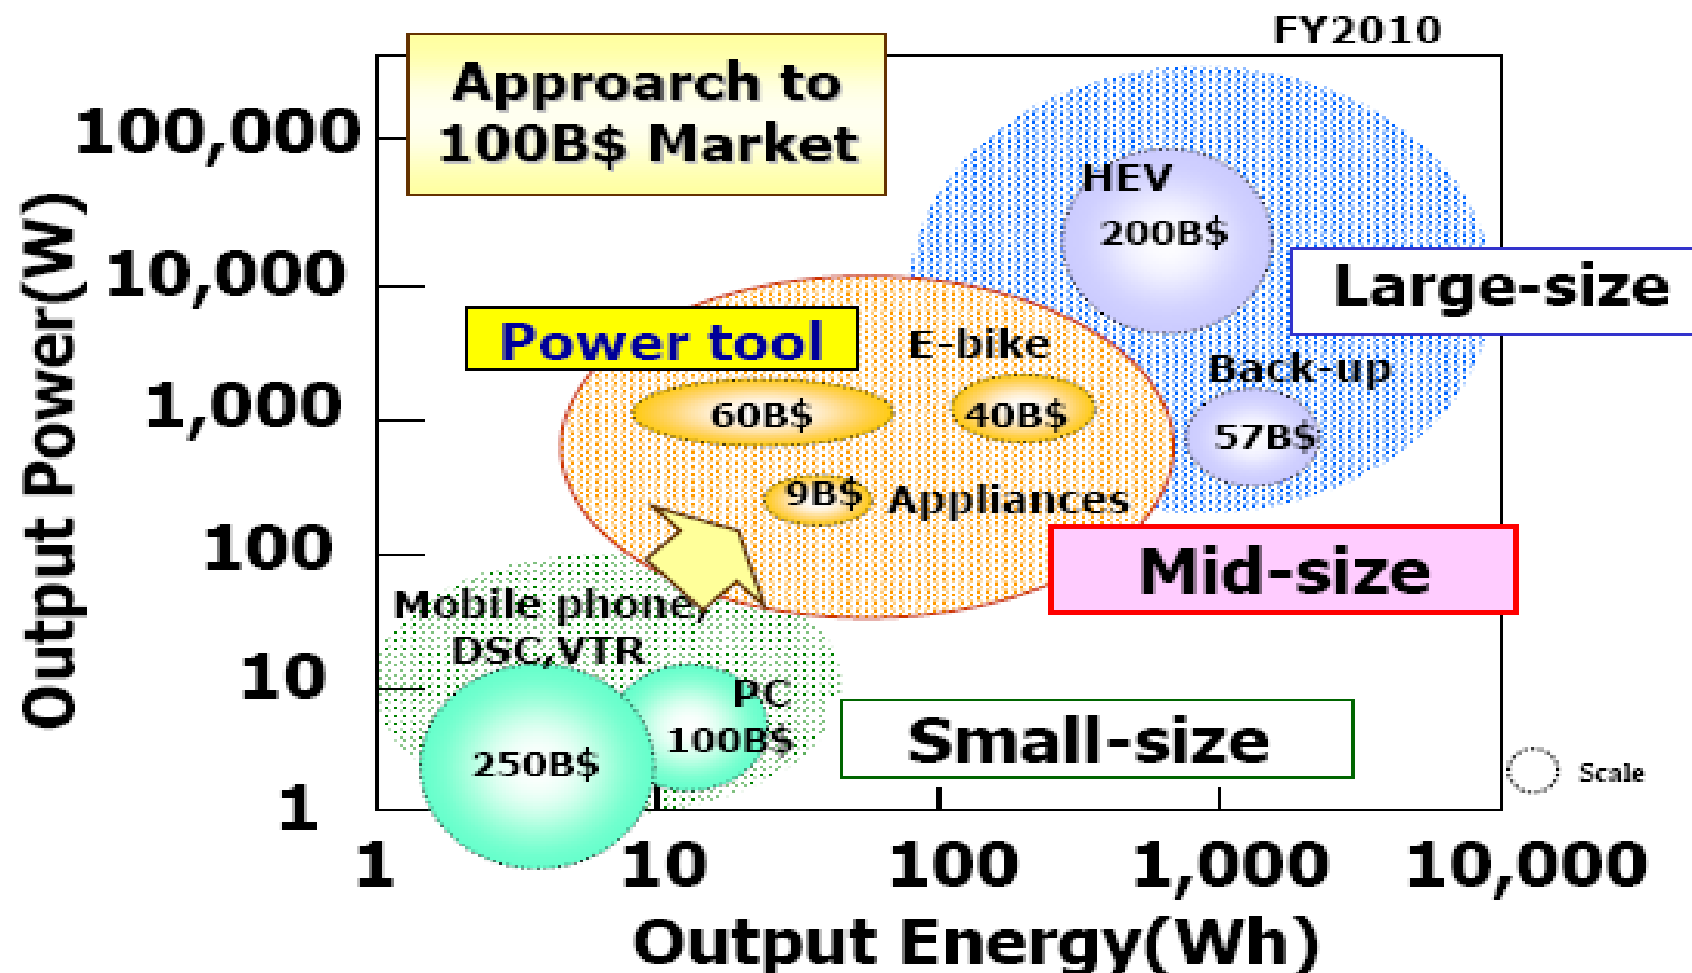 FY2010
Approarch to
100B$ Market
100,000
10,000
1,000
100
10
1
Output Power(W)
HEV
200B$
Large-size
Power tool
E-bike
Back-up
60B$
40B$
57B$
9B$
Appliances
Mid-size
Mobile phone,
DSC,VTR
PC
100B$
250B$
Small-size
Scale
1
10
100
1,000
10,000
Output Energy(Wh)